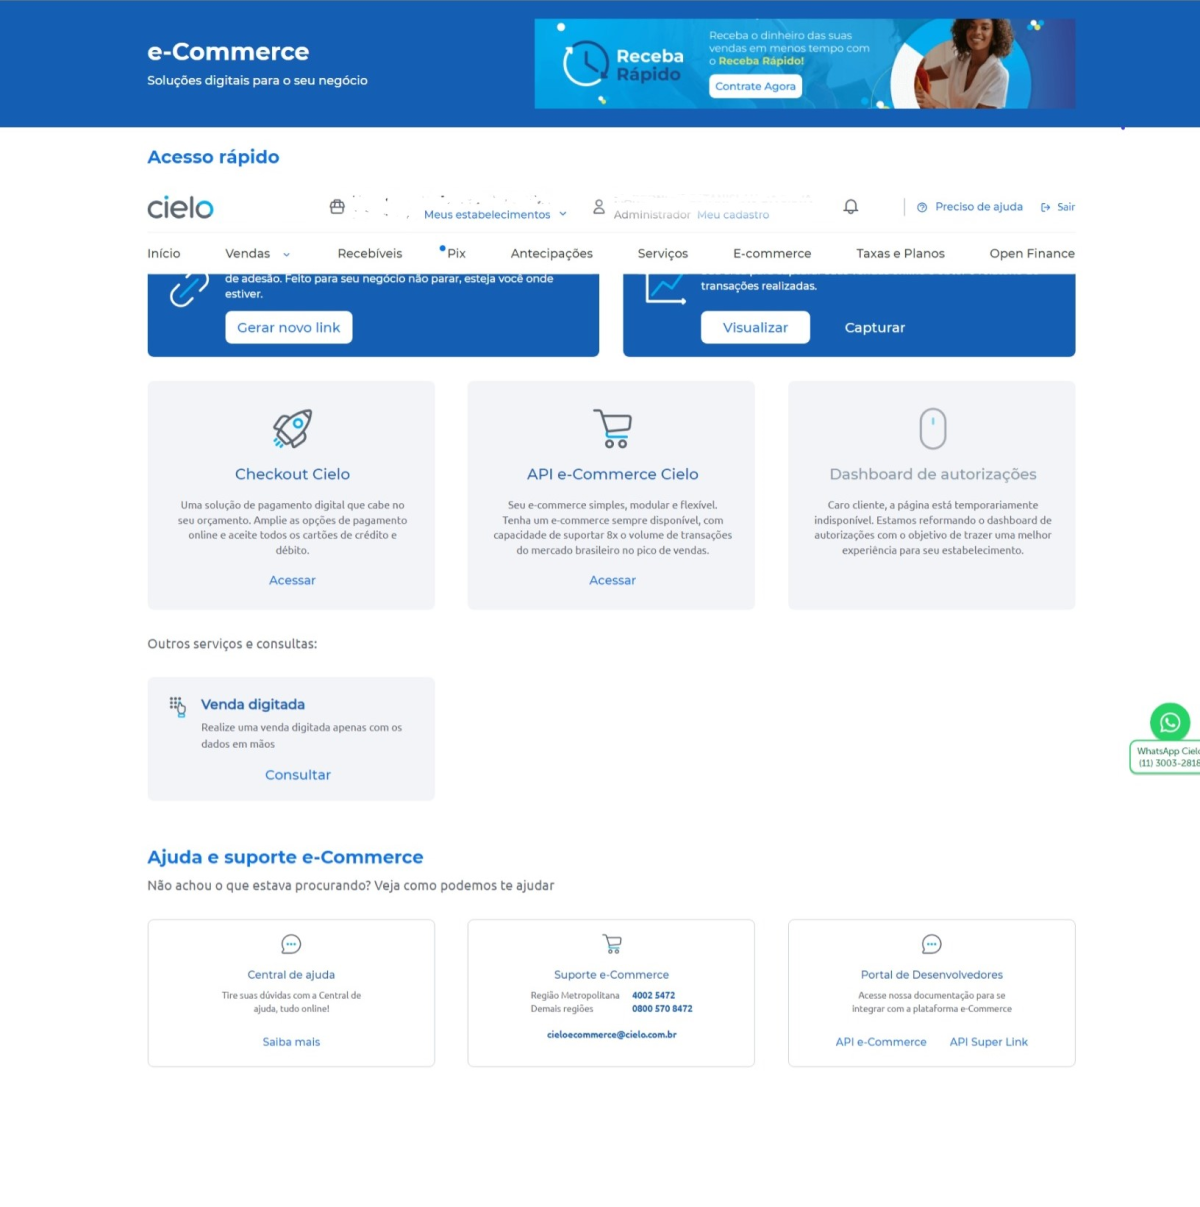 e-Commerce
Soluções digitais para o seu negócio
Receba
Rápido
Receba o dinheiro das suas
vendas em menos tempo com
o Receba Rápido!
Contrate Agora
Acesso rápido
cielo
Meus estabelecimentos
Administrador Meu cadastro
Preciso de ajuda
Sair
Início Vendas Recebíveis Pix Antecipações Serviços E-commerce Taxas e Planos Open Finance
de adesão. Feito para seu negócio não parar, esteja você onde
estiver.
Gerar novo link
transações realizadas.
Visualizar Capturar
Checkout Cielo
Uma solução de pagamento digital que cabe no
seu orçamento. Amplie as opções de pagamento
online e aceite todos os cartões de crédito e
débito.
Acessar
API e-Commerce Cielo
Seu e-commerce simples, modular e flexível.
Tenha um e-commerce sempre disponível, com
capacidade de suportar 8x o volume de transações
do mercado brasileiro no pico de vendas.
Acessar
Dashboard de autorizações
Caro cliente, a página está temporariamente
indisponível. Estamos reformando o dashboard de
autorizações com o objetivo de trazer uma melhor
experiência para seu estabelecimento.
Outros serviços e consultas:
Venda digitada
Realize uma venda digitada apenas com os
dados em mãos
Consultar
WhatsApp Cielo
(11) 3003-2818
Ajuda e suporte e-Commerce
Não achou o que estava procurando? Veja como podemos te ajudar
Central de ajuda
Tire suas dúvidas com a Central de
ajuda, tudo online!
Saiba mais
Suporte e-Commerce
Região Metropolitana 4002 5472
Demais regiões 0800 570 8472
cieloecommerce@cielo.com.br
Portal de Desenvolvedores
Acesse nossa documentação para se
integrar com a plataforma e-Commerce
API e-Commerce API Super Link